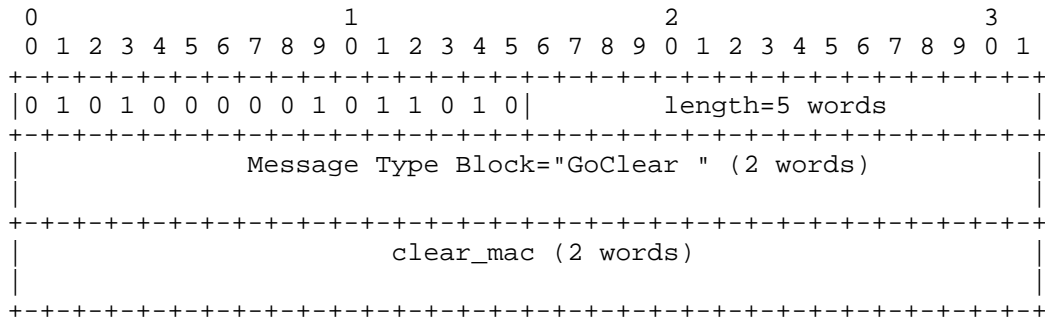 0                   1                   2                   3
 0 1 2 3 4 5 6 7 8 9 0 1 2 3 4 5 6 7 8 9 0 1 2 3 4 5 6 7 8 9 0 1
+-+-+-+-+-+-+-+-+-+-+-+-+-+-+-+-+-+-+-+-+-+-+-+-+-+-+-+-+-+-+-+-+
|0 1 0 1 0 0 0 0 0 1 0 1 1 0 1 0|        length=5 words         |
+-+-+-+-+-+-+-+-+-+-+-+-+-+-+-+-+-+-+-+-+-+-+-+-+-+-+-+-+-+-+-+-+
|              Message Type Block="GoClear " (2 words)          |
|                                                               |
+-+-+-+-+-+-+-+-+-+-+-+-+-+-+-+-+-+-+-+-+-+-+-+-+-+-+-+-+-+-+-+-+
|                       clear_mac (2 words)                     |
|                                                               |
+-+-+-+-+-+-+-+-+-+-+-+-+-+-+-+-+-+-+-+-+-+-+-+-+-+-+-+-+-+-+-+-+